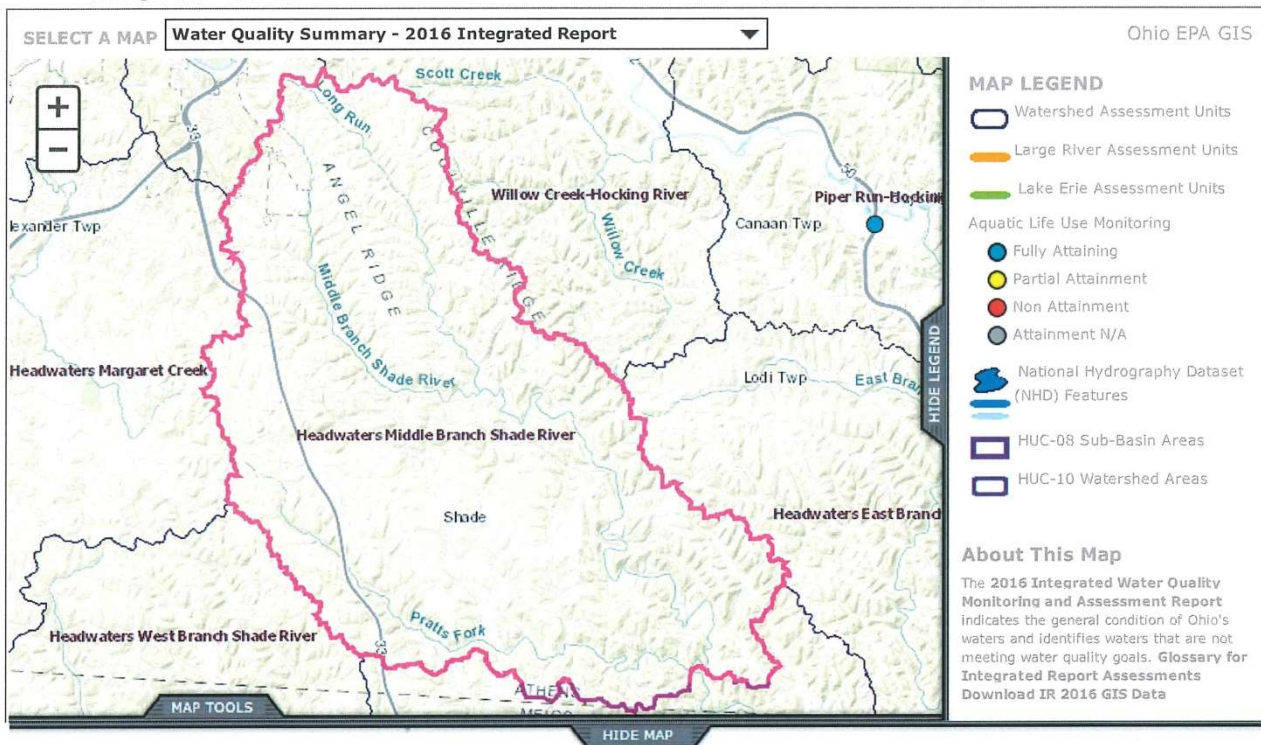 SELECT A MAP
Water Quality Summary - 2016 Integrated Report
Ohio EPA GIS
+
−
Scott Creek
Long Run
33
50
ANGEL RIDGE
COOLVILLE RIDGE
Willow Creek-Hocking River
Piper Run-Hocking
Canaan Twp
lexander Twp
Willow Creek
Middle Branch Shade River
Headwaters Margaret Creek
Lodi Twp
East Bran
Headwaters Middle Branch Shade River
Shade
Headwaters East Branch
Pratts Fork
Headwaters West Branch Shade River
33
ATHENS
MEIGS
MAP TOOLS
HIDE MAP
HIDE LEGEND
MAP LEGEND
Watershed Assessment Units
Large River Assessment Units
Lake Erie Assessment Units
Aquatic Life Use Monitoring
Fully Attaining
Partial Attainment
Non Attainment
Attainment N/A
National Hydrography Dataset
(NHD) Features
HUC-08 Sub-Basin Areas
HUC-10 Watershed Areas
About This Map
The 2016 Integrated Water Quality
Monitoring and Assessment Report
indicates the general condition of Ohio's
waters and identifies waters that are not
meeting water quality goals. Glossary for
Integrated Report Assessments
Download IR 2016 GIS Data